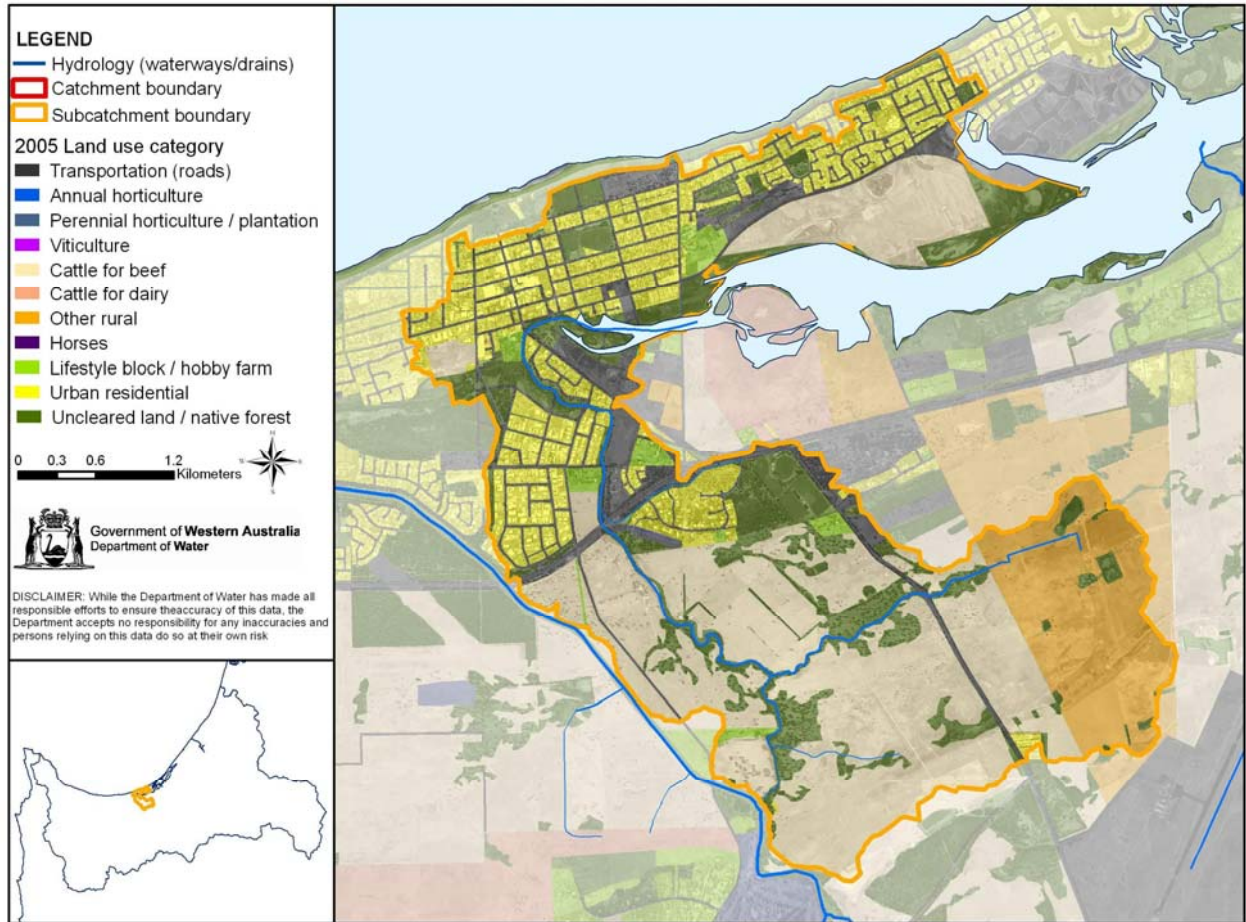 LEGEND
Hydrology (waterways/drains)
Catchment boundary
Subcatchment boundary
2005 Land use category
Transportation (roads)
Annual horticulture
Perennial horticulture / plantation
Viticulture
Cattle for beef
Cattle for dairy
Other rural
Horses
Lifestyle block / hobby farm
Urban residential
Uncleared land / native forest
N
W E
S
0 0.3 0.6 1.2
Kilometers
Government of Western Australia
Department of Water
DISCLAIMER: While the Department of Water has made all
responsible efforts to ensure theaccuracy of this data, the
Department accepts no responsibility for any inaccuracies and
persons relying on this data do so at their own risk